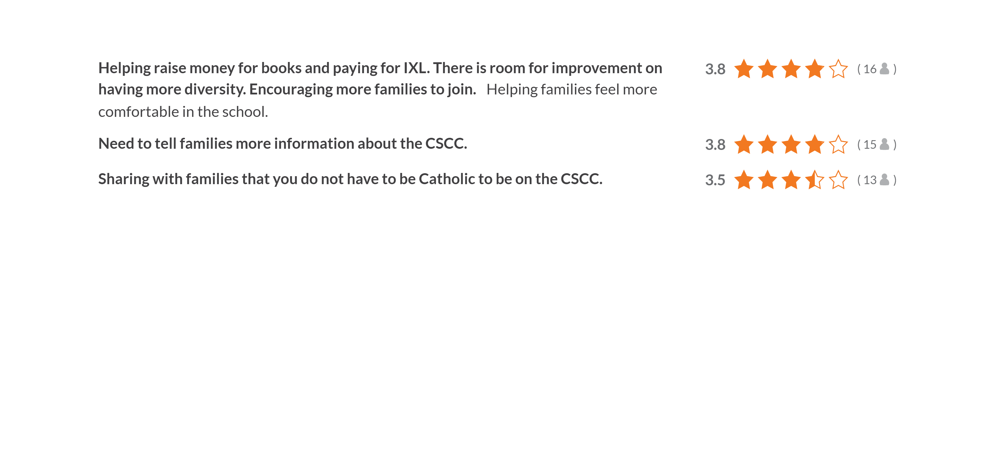 Helping raise money for books and paying for IXL. There is room for improvement on
having more diversity. Encouraging more families to join. Helping families feel more
comfortable in the school.
3.8 ( 16 )
Need to tell families more information about the CSCC.
3.8 ( 15 )
Sharing with families that you do not have to be Catholic to be on the CSCC.
3.5 ( 13 )